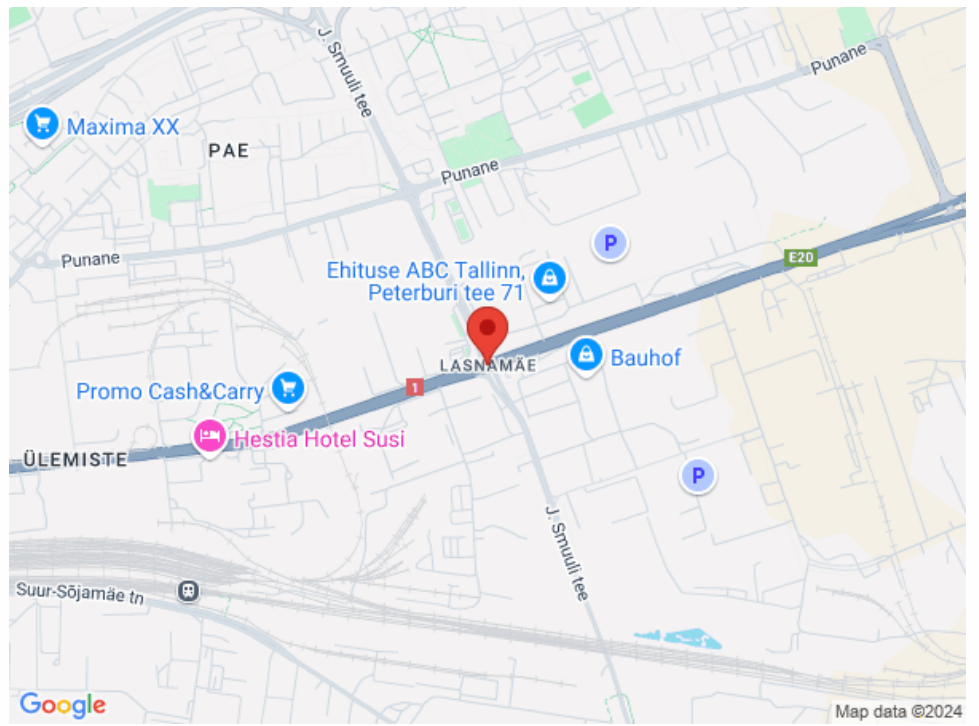 J. Smuuli tee
Punane
Maxima XX
PAE
Punane
P
Punane
E20
Ehituse ABC Tallinn,
Peterburi tee 71
LASNAMÄE
Bauhof
1
Promo Cash&Carry
Hestia Hotel Susi
ÜLEMISTE
P
J. Smuuli tee
Suur-Sõjamäe tn
Google
Map data ©2024